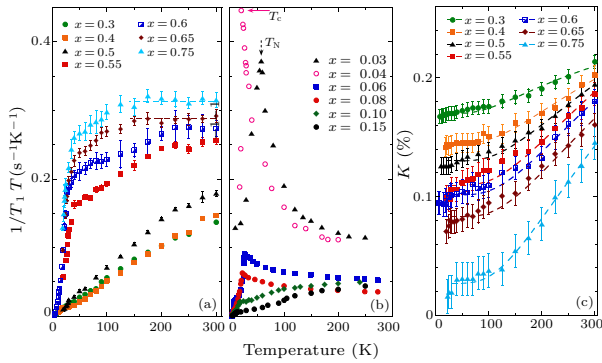 1/T₁ T (s⁻¹K⁻¹)
0.4
0.2
0
x = 0.3
x = 0.4
x = 0.5
x = 0.55
x = 0.6
x = 0.65
x = 0.75
(a)
0 100 200 300
Tc
TN
x = 0.03
x = 0.04
x = 0.06
x = 0.08
x = 0.10
x = 0.15
(b)
0 100 200 300
K (%)
0.2
0.1
0
x = 0.3
x = 0.4
x = 0.5
x = 0.55
x = 0.6
x = 0.65
x = 0.75
(c)
0 100 200 300
Temperature (K)